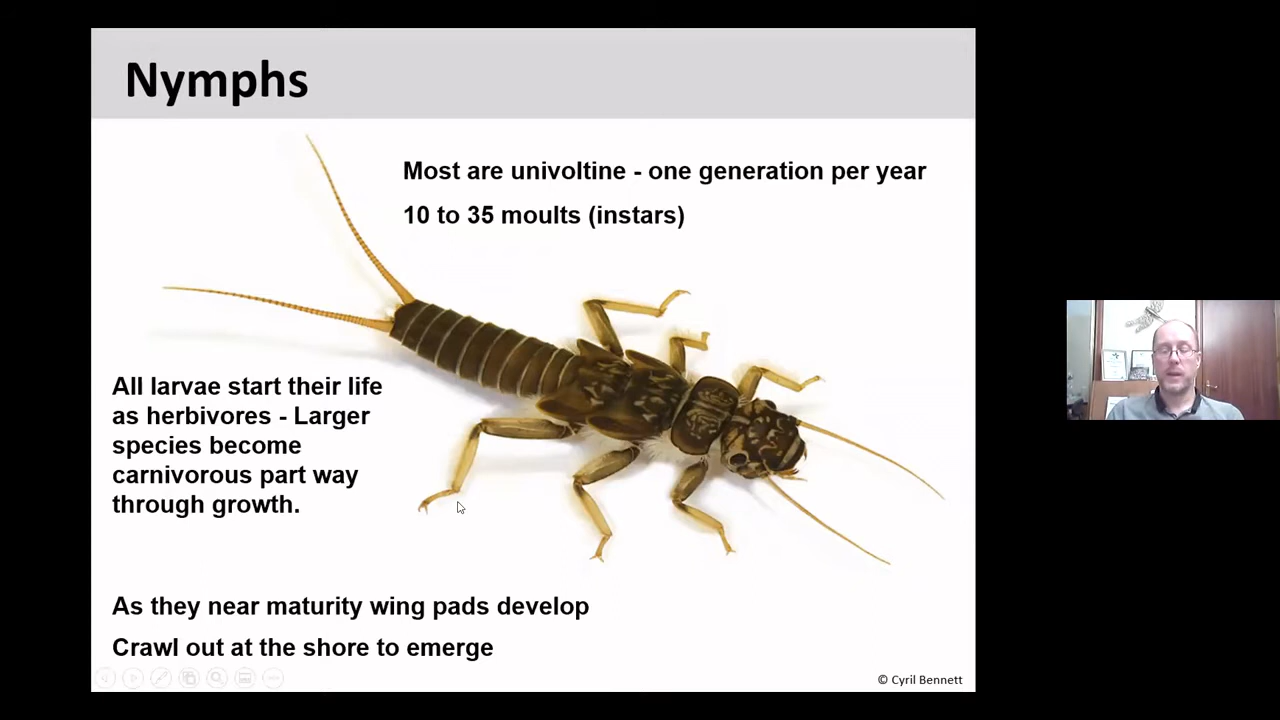 Nymphs
Most are univoltine - one generation per year
10 to 35 moults (instars)
All larvae start their life
as herbivores - Larger
species become
carnivorous part way
through growth.
As they near maturity wing pads develop
Crawl out at the shore to emerge
© Cyril Bennett